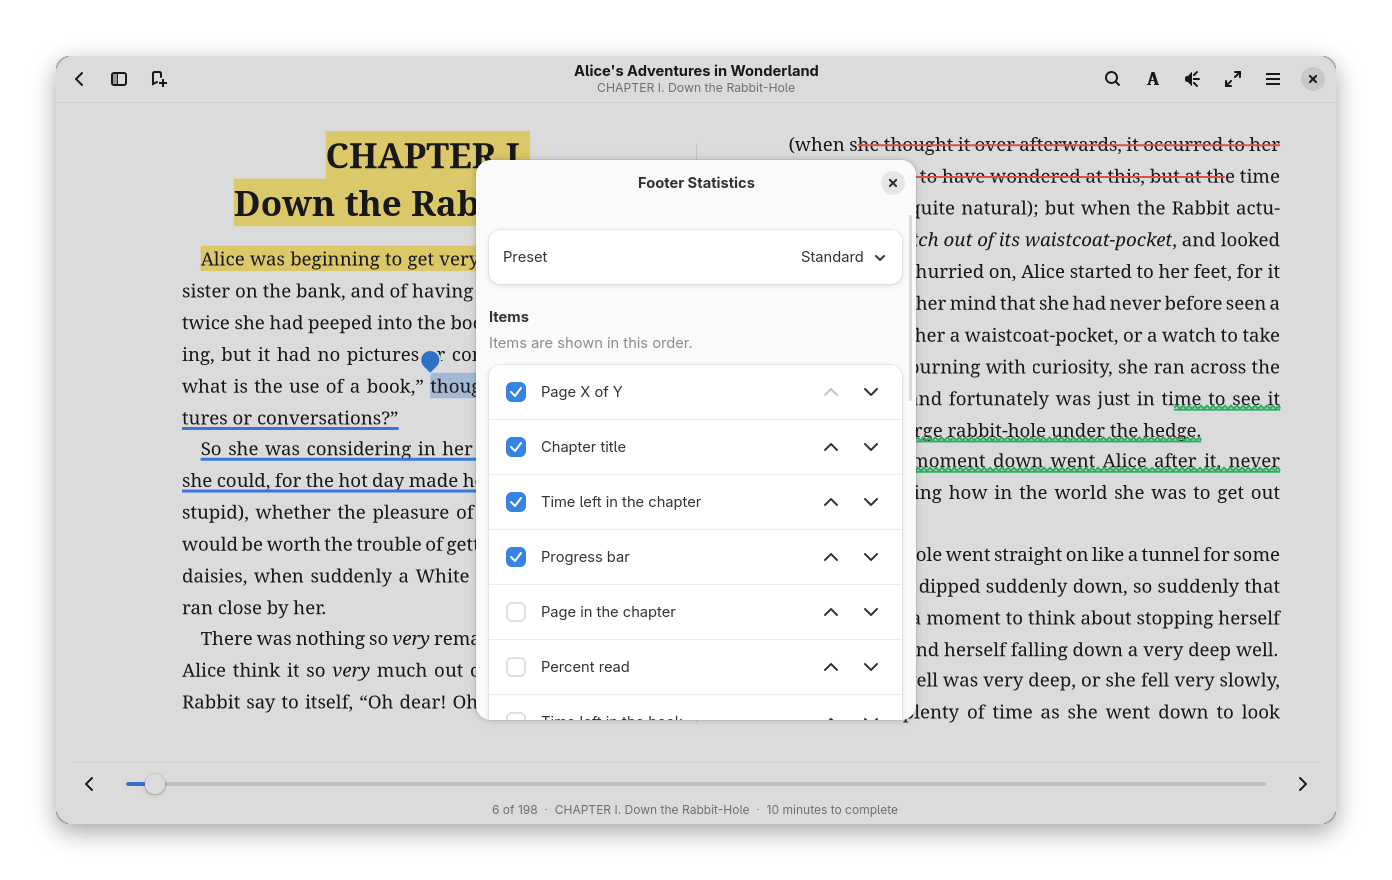 Alice's Adventures in Wonderland
CHAPTER I. Down the Rabbit-Hole
A
CHAPTER I
Down the Rab
Alice was beginning to get very
sister on the bank, and of having
twice she had peeped into the
ing, but it had no pictures or
what is the use of a book,”
tures or conversations?”
So she was considering in her
she could, for the hot day made
stupid), whether the pleasure of
would be worth the trouble of
daisies, when suddenly a White
ran close by her.
There was nothing so very
Alice think it so very much out
Rabbit say to itself, “Oh dear! Oh
(when she thought it over afterwards, it occurred to her
to have wondered at this, but at the time
quite natural); but when the Rabbit actu-
out of its waistcoat-pocket, and looked
hurried on, Alice started to her feet, for it
her mind that she had never before seen a
her a waistcoat-pocket, or a watch to take
burning with curiosity, she ran across the
and fortunately was just in time to see it
rge rabbit-hole under the hedge.
moment down went Alice after it, never
ing how in the world she was to get out
ole went straight on like a tunnel for some
dipped suddenly down, so suddenly that
a moment to think about stopping herself
nd herself falling down a very deep well.
ell was very deep, or she fell very slowly,
plenty of time as she went down to look
Footer Statistics
Preset
Standard
Items
Items are shown in this order.
Page X of Y
Chapter title
Time left in the chapter
Progress bar
Page in the chapter
Percent read
Time left in the book
6 of 198 · CHAPTER I. Down the Rabbit-Hole · 10 minutes to complete